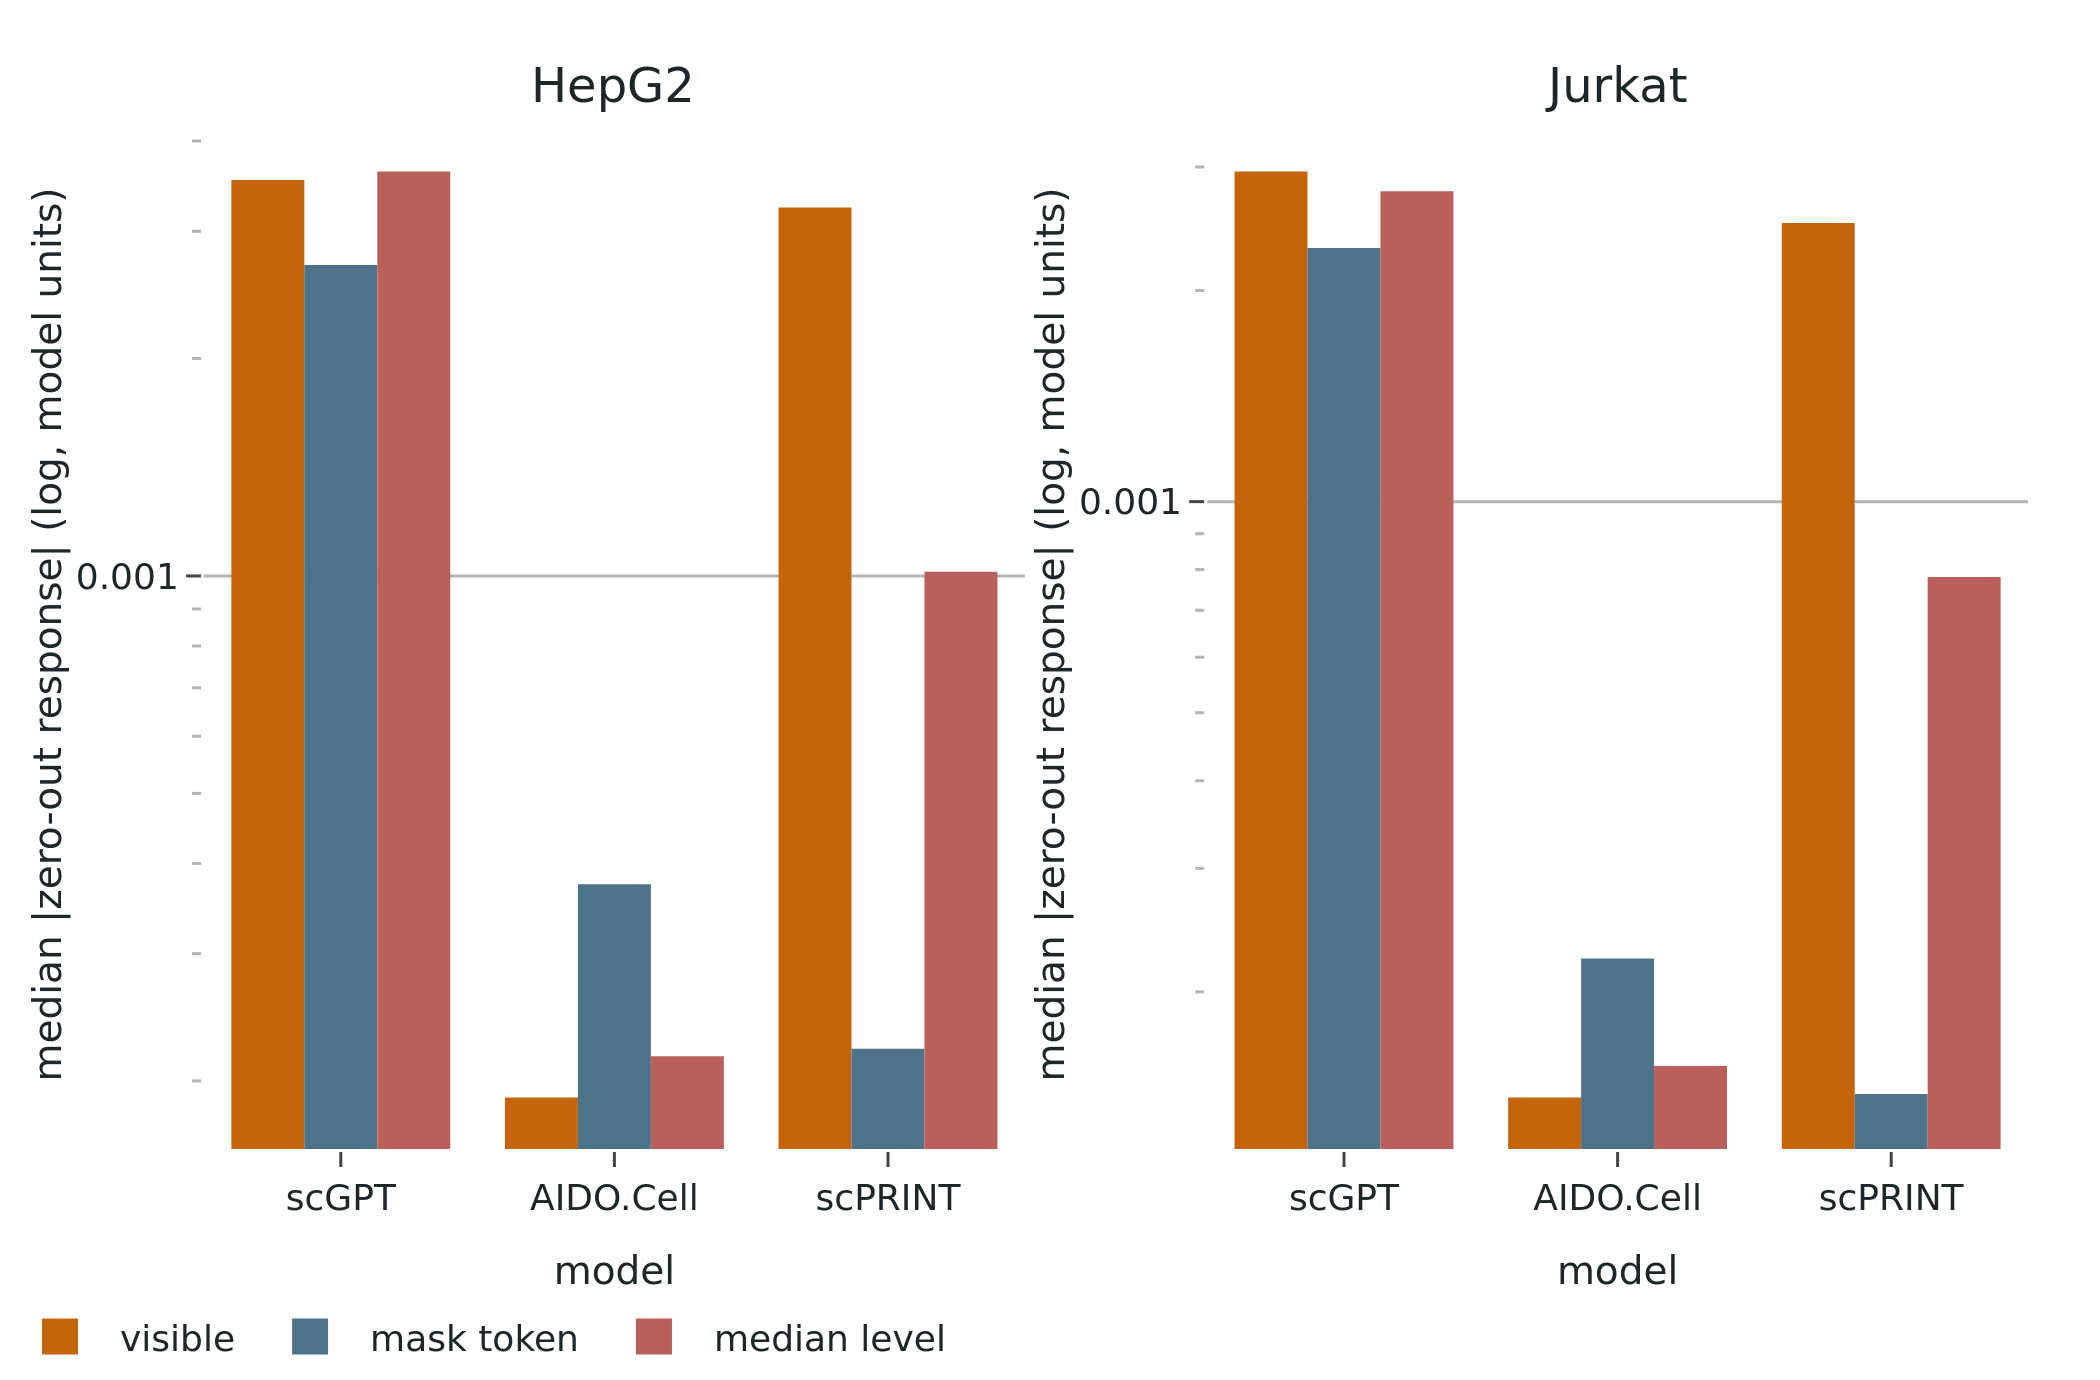 HepG2
Jurkat
median |zero-out response| (log, model units)
0.001
scGPT
AIDO.Cell
scPRINT
model
median |zero-out response| (log, model units)
0.001
scGPT
AIDO.Cell
scPRINT
model
visible
mask token
median level